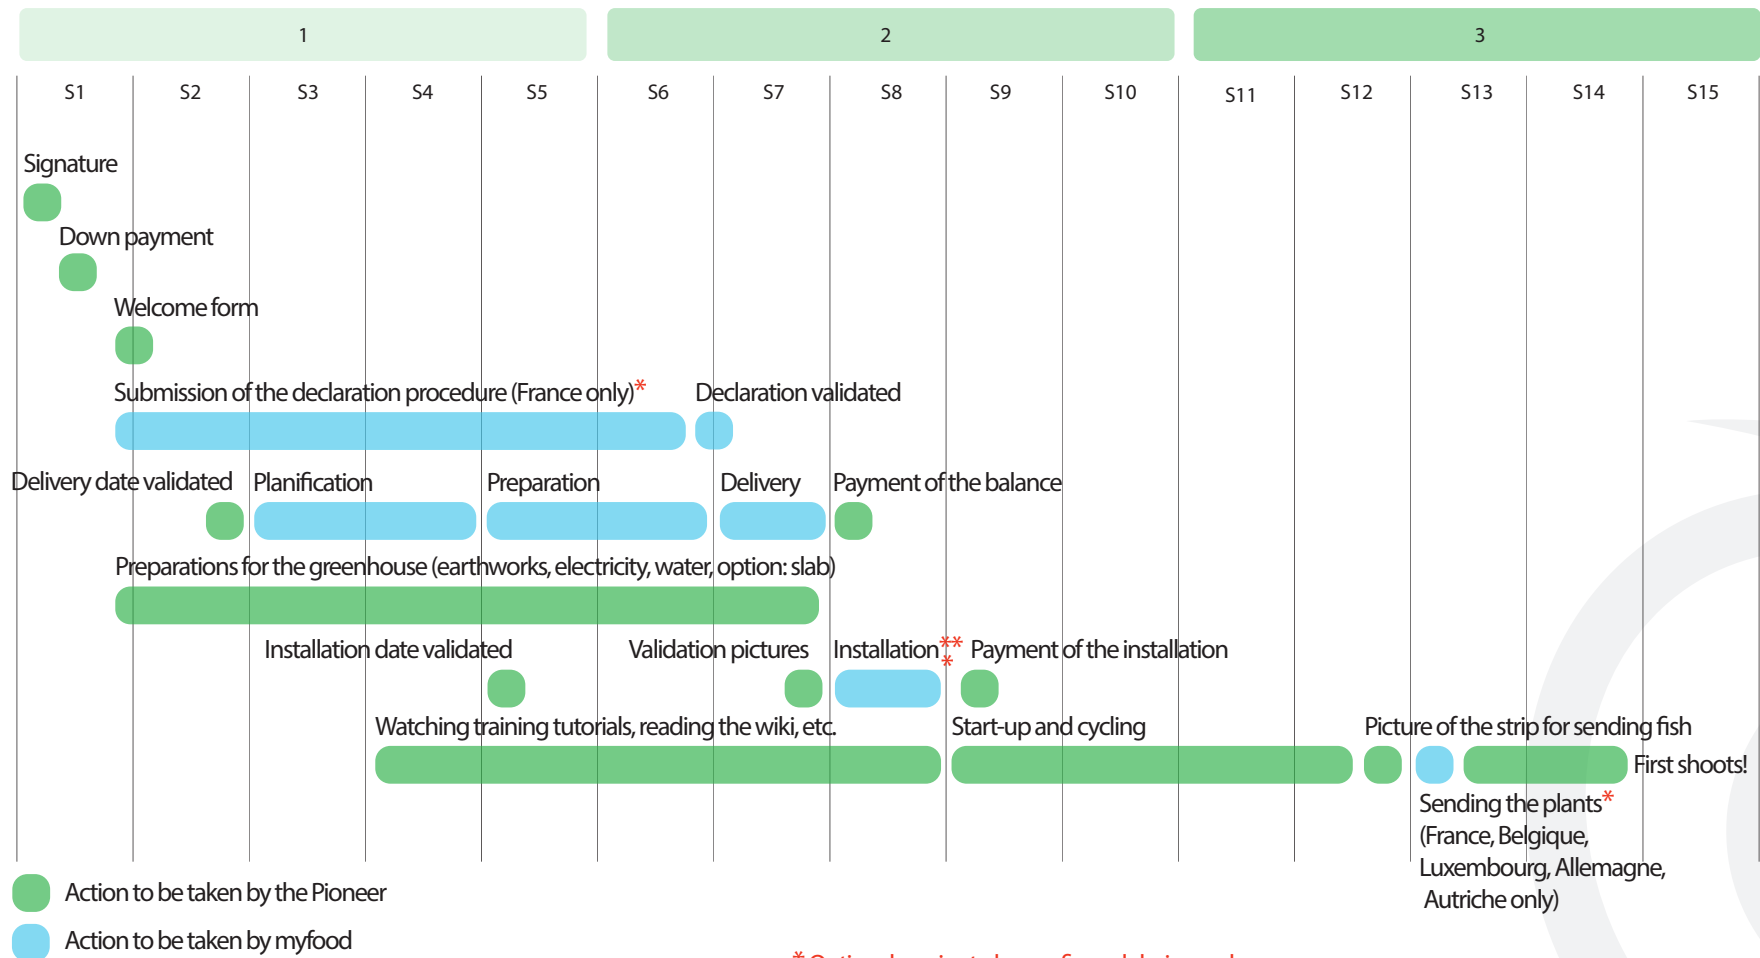 1 2 3
S1 S2 S3 S4 S5 S6 S7 S8 S9 S10 S11 S12 S13 S14 S15
Signature
Down payment
Welcome form
Submission of the declaration procedure (France only)* Declaration validated
Delivery date validated Planification Preparation Delivery Payment of the balance
Preparations for the greenhouse (earthworks, electricity, water, option: slab)
Installation date validated Validation pictures Installation*** Payment of the installation
Watching training tutorials, reading the wiki, etc. Start-up and cycling Picture of the strip for sending fish
First shoots!
Sending the plants*
(France, Belgique,
Luxembourg, Allemagne,
Autriche only)
Action to be taken by the Pioneer
Action to be taken by myfood